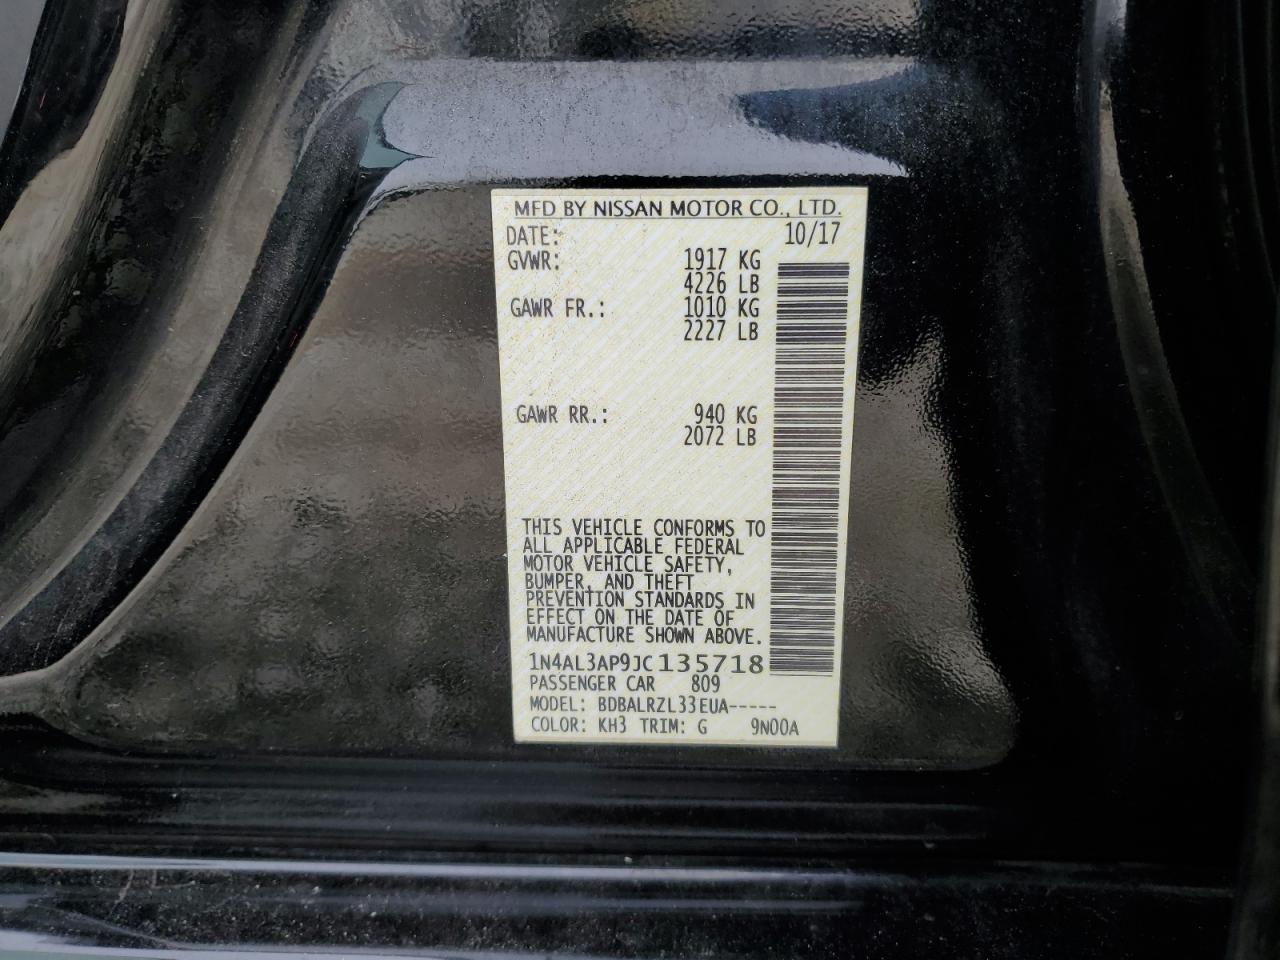 MFD BY NISSAN MOTOR CO., LTD.
DATE: 10/17
GVWR: 1917 KG
4226 LB
GAWR FR.: 1010 KG
2227 LB
GAWR RR.: 940 KG
2072 LB
THIS VEHICLE CONFORMS TO
ALL APPLICABLE FEDERAL
MOTOR VEHICLE SAFETY,
BUMPER, AND THEFT
PREVENTION STANDARDS IN
EFFECT ON THE DATE OF
MANUFACTURE SHOWN ABOVE.
1N4AL3AP9JC135718
PASSENGER CAR 809
MODEL: BDBALRZL33EUA-----
COLOR: KH3 TRIM: G 9N00A